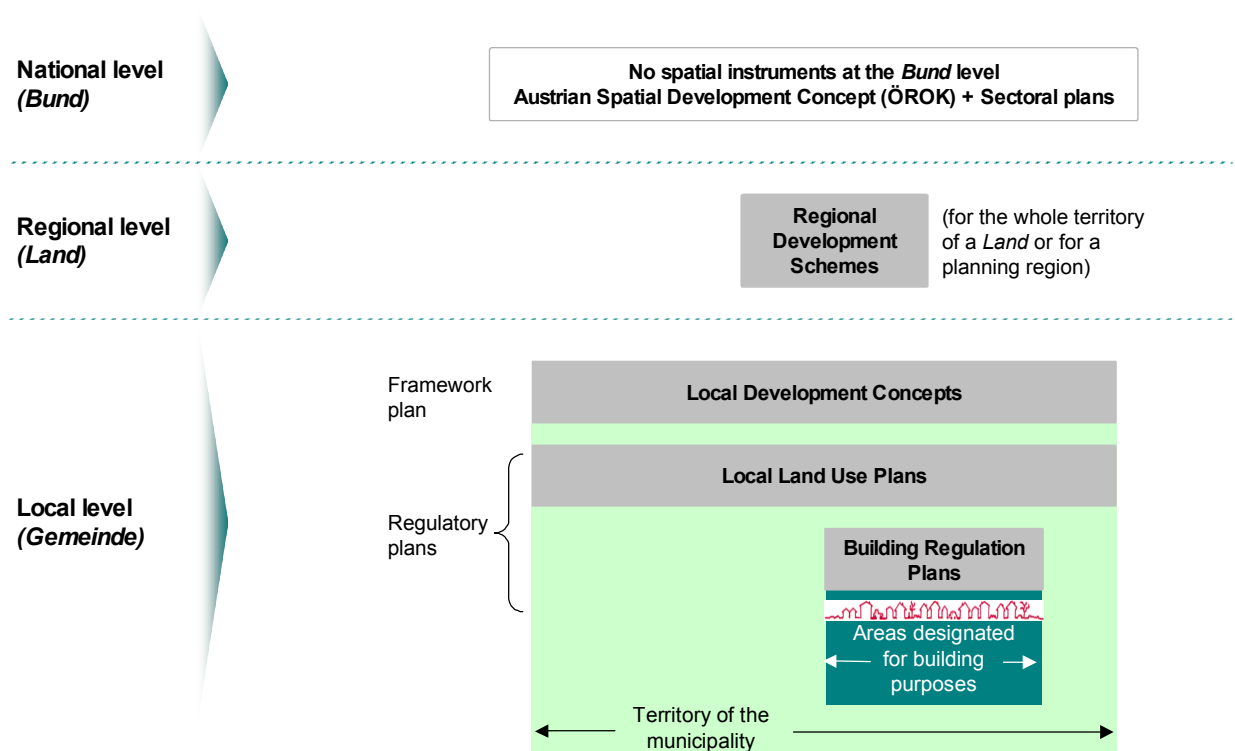 National level
(Bund)
No spatial instruments at the Bund level
Austrian Spatial Development Concept (ÖROK) + Sectoral plans
Regional level
(Land)
Regional
Development
Schemes
(for the whole territory
of a Land or for a
planning region)
Local level
(Gemeinde)
Framework
plan
Local Development Concepts
Regulatory
plans
Local Land Use Plans
Building Regulation
Plans
Areas designated
for building
purposes
Territory of the
municipality